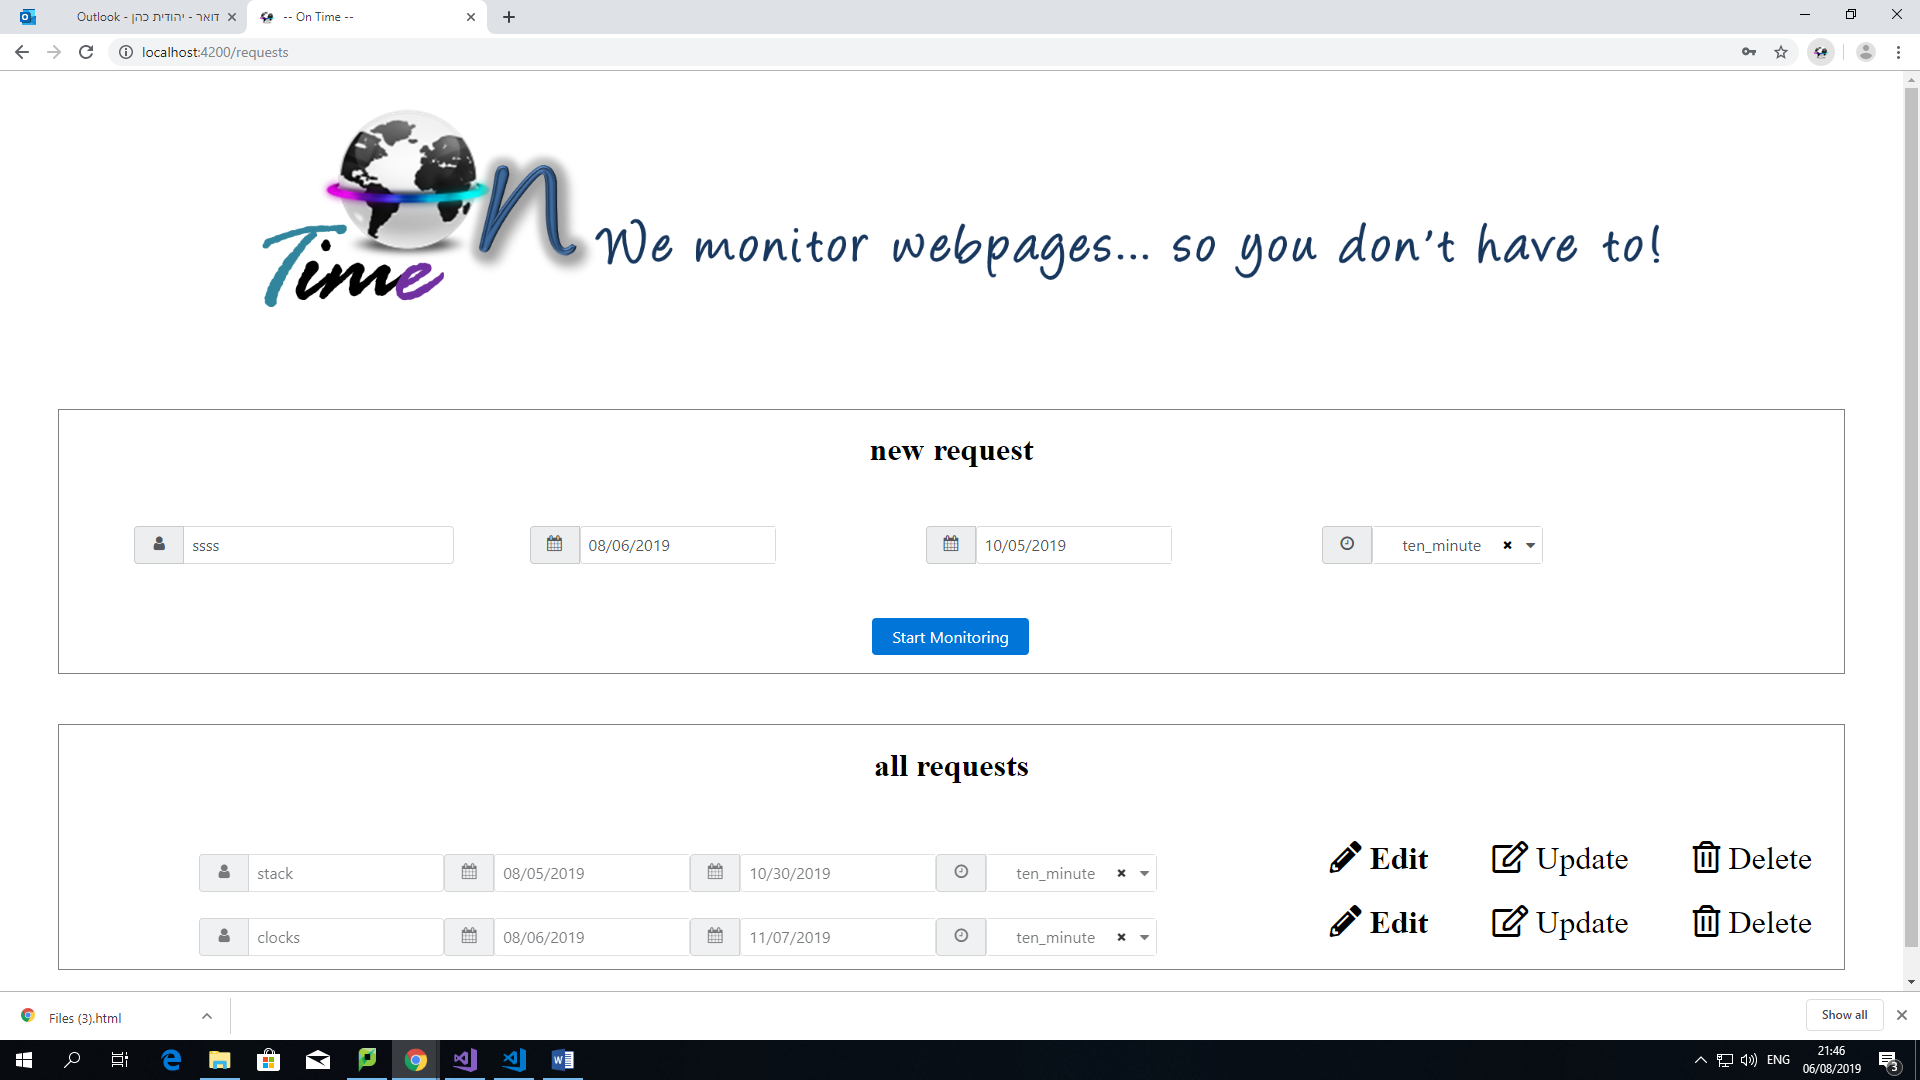 Outlook - דואר - יהודית כהן
-- On Time --
localhost:4200/requests
On Time
We monitor webpages... so you don't have to!
new request
ssss 08/06/2019 10/05/2019 ten_minute
Start Monitoring
all requests
stack 08/05/2019 10/30/2019 ten_minute Edit Update Delete
clocks 08/06/2019 11/07/2019 ten_minute Edit Update Delete
Files (3).html Show all
ENG 21:46
06/08/2019 3